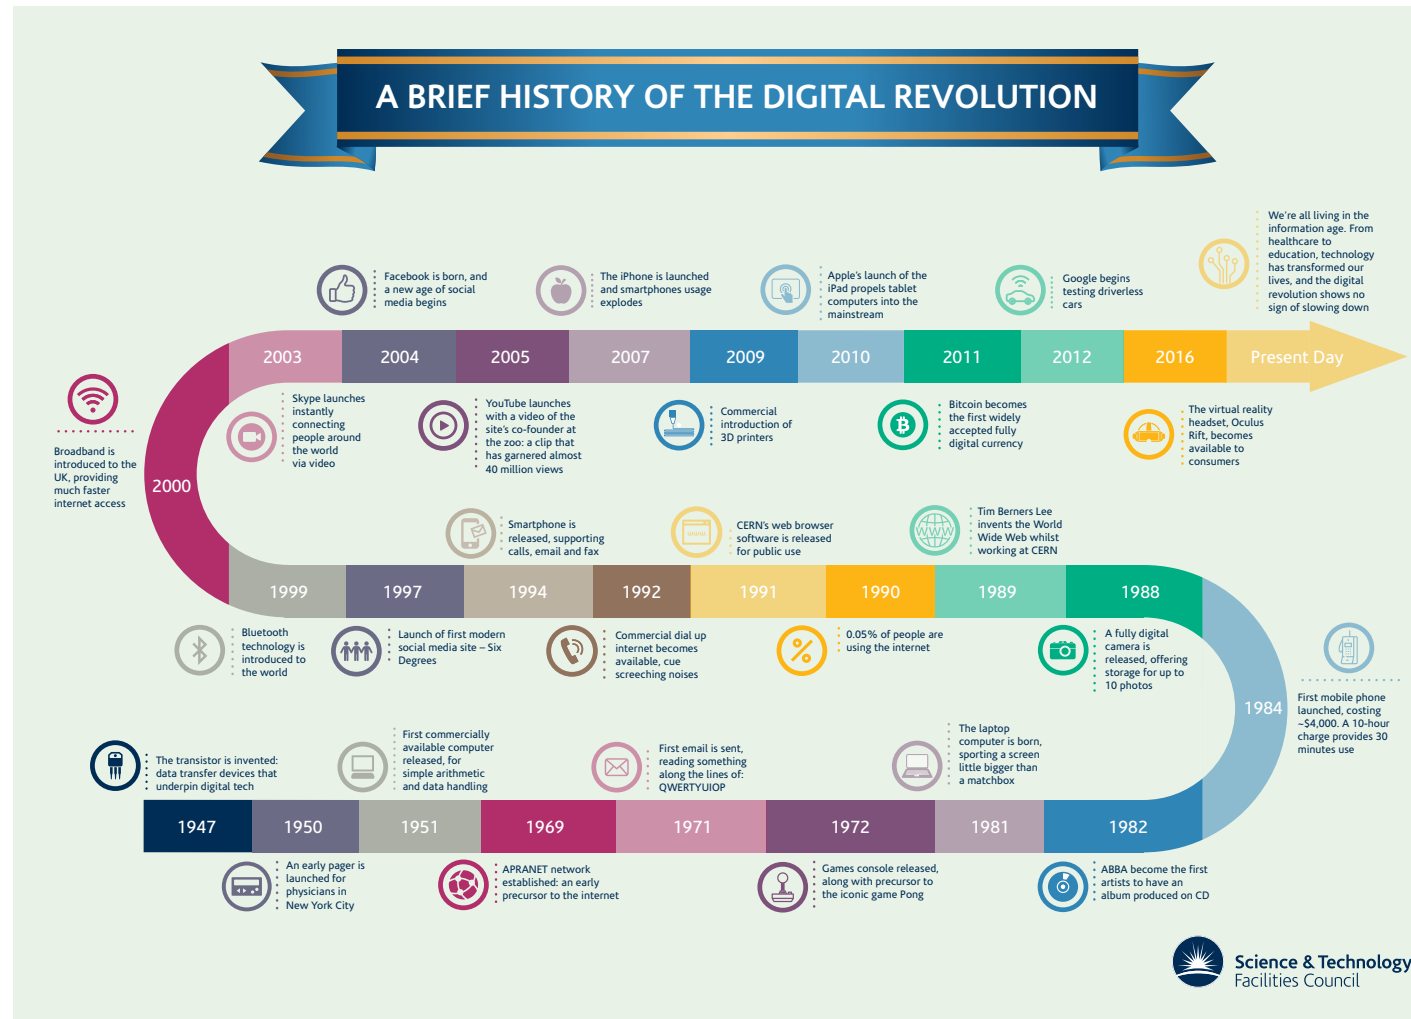 A BRIEF HISTORY OF THE DIGITAL REVOLUTION
We're all living in the
information age. From
healthcare to
education, technology
has transformed our
lives, and the digital
revolution shows no
sign of slowing down
Facebook is born, and
a new age of social
media begins
The iPhone is launched
and smartphones usage
explodes
Apple's launch of the
iPad propels tablet
computers into the
mainstream
Google begins
testing driverless
cars
2003
2004
2005
2007
2009
2010
2011
2012
2016
Present Day
Skype launches
instantly
connecting
people around
the world
via video
YouTube launches
with a video of the
site's co-founder at
the zoo: a clip that
has garnered almost
40 million views
Commercial
introduction of
3D printers
Bitcoin becomes
the first widely
accepted fully
digital currency
The virtual reality
headset, Oculus
Rift, becomes
available to
consumers
Broadband is
introduced to the
UK, providing
much faster
internet access
2000
Smartphone is
released, supporting
calls, email and fax
www
CERN's web browser
software is released
for public use
WWW
Tim Berners Lee
invents the World
Wide Web whilst
working at CERN
1999
1997
1994
1992
1991
1990
1989
1988
Bluetooth
technology is
introduced to
the world
Launch of first modern
social media site – Six
Degrees
Commercial dial up
internet becomes
available, cue
screeching noises
%
0.05% of people are
using the internet
A fully digital
camera is
released, offering
storage for up to
10 photos
1984
First mobile phone
launched, costing
~$4,000. A 10-hour
charge provides 30
minutes use
The transistor is invented:
data transfer devices that
underpin digital tech
First commercially
available computer
released, for
simple arithmetic
and data handling
First email is sent,
reading something
along the lines of:
QWERTYUIOP
The laptop
computer is born,
sporting a screen
little bigger than
a matchbox
1947
1950
1951
1969
1971
1972
1981
1982
An early pager is
launched for
physicians in
New York City
APRANET network
established: an early
precursor to the internet
Games console released,
along with precursor to
the iconic game Pong
ABBA become the first
artists to have an
album produced on CD
Science & Technology
Facilities Council